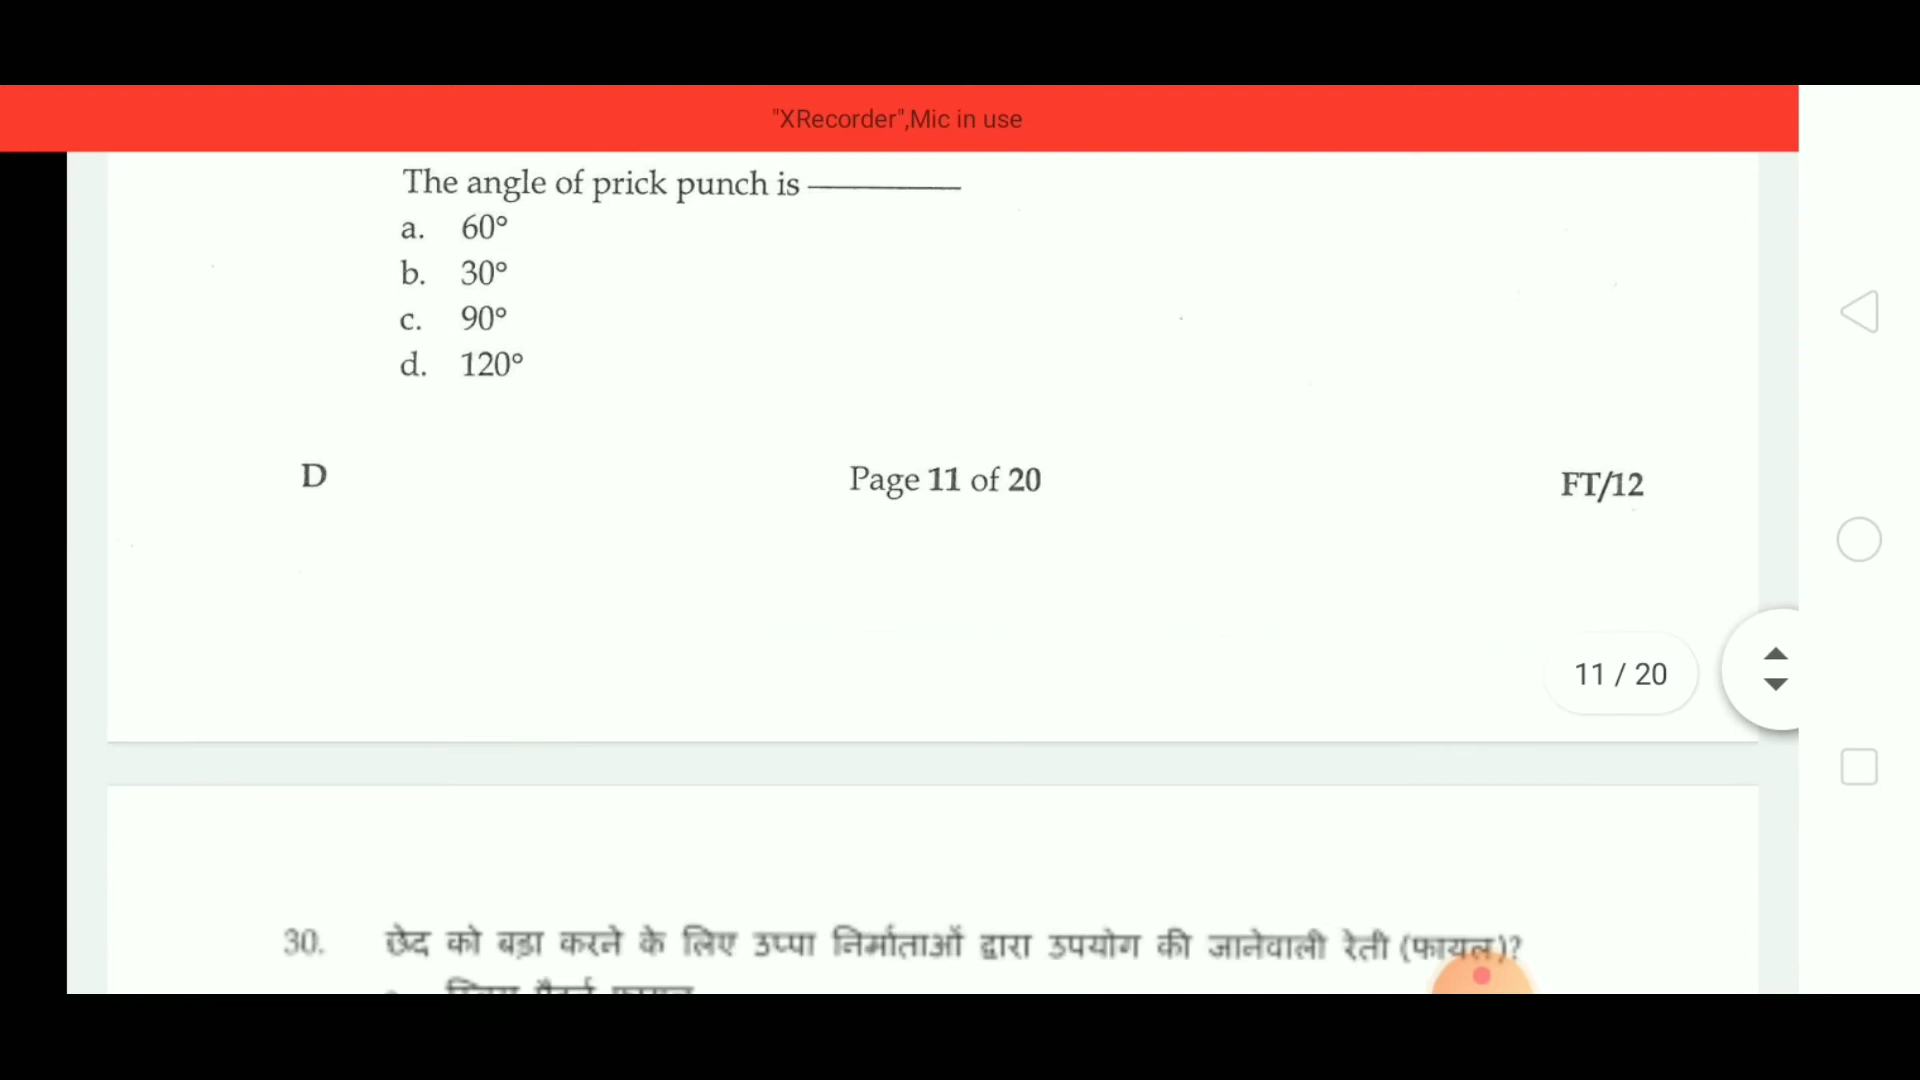 "XRecorder",Mic in use
The angle of prick punch is
a. 60°
b. 30°
c. 90°
d. 120°
D Page 11 of 20 FT/12
11 / 20
30. छेद को बड़ा करने के लिए उप्पा निर्माताओं द्वारा उपयोग की जानेवाली रेती (फायल)?